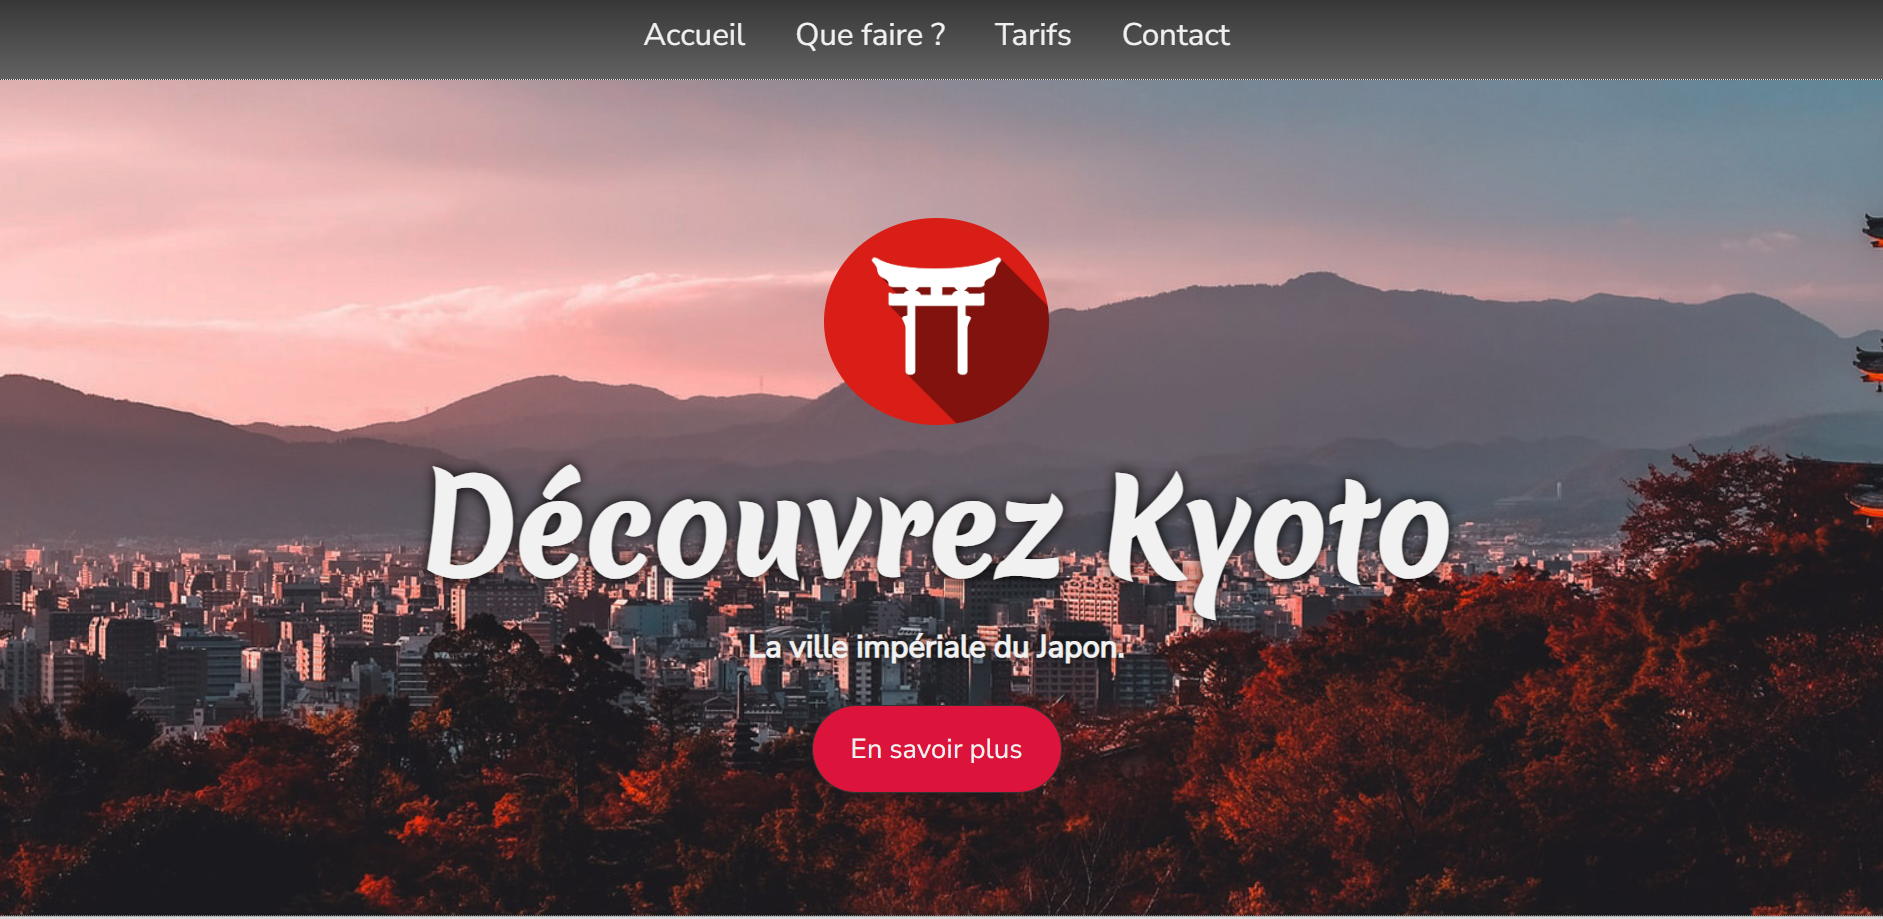 Accueil Que faire ? Tarifs Contact
Découvrez Kyoto
La ville impériale du Japon.
En savoir plus